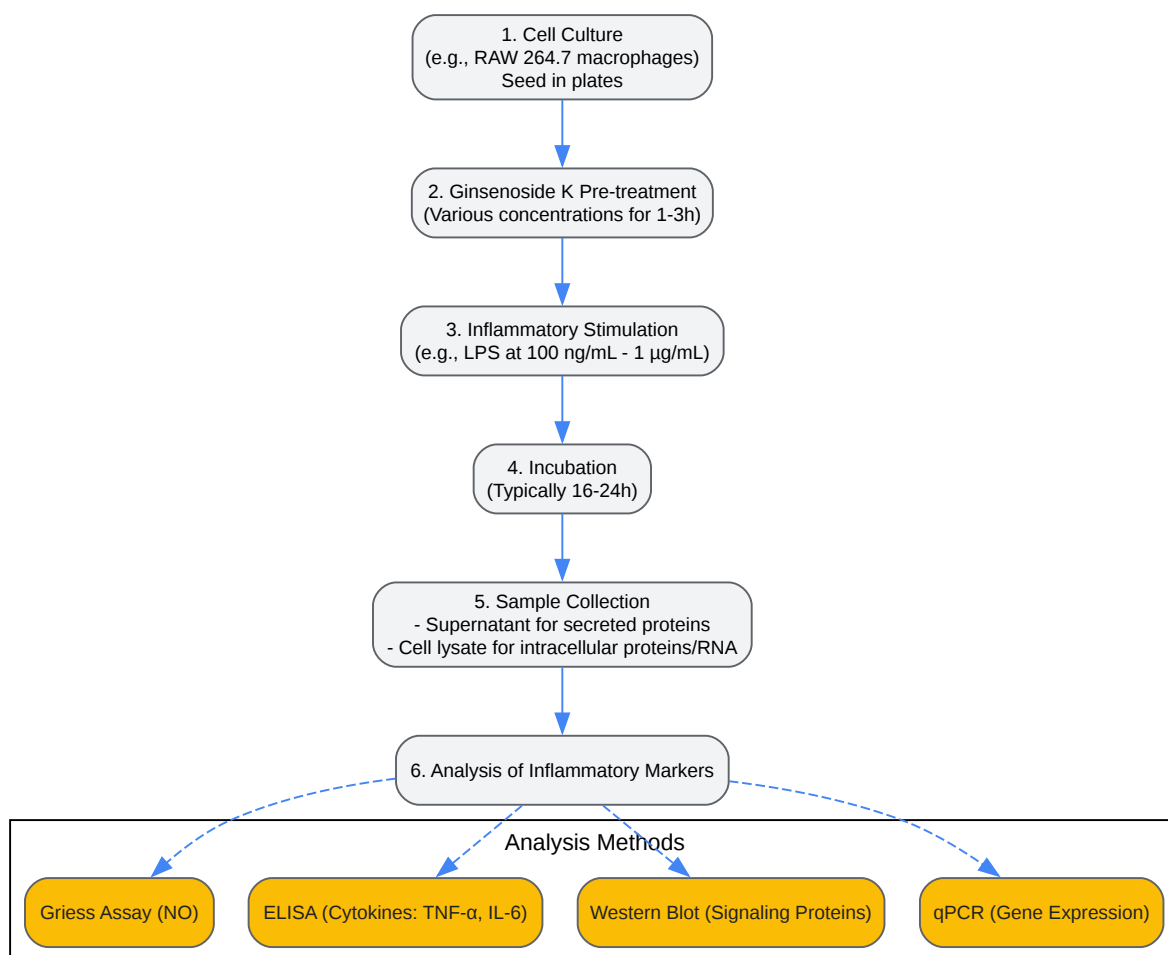 1. Cell Culture
(e.g., RAW 264.7 macrophages)
Seed in plates
2. Ginsenoside K Pre-treatment
(Various concentrations for 1-3h)
3. Inflammatory Stimulation
(e.g., LPS at 100 ng/mL - 1 µg/mL)
4. Incubation
(Typically 16-24h)
5. Sample Collection
- Supernatant for secreted proteins
- Cell lysate for intracellular proteins/RNA
6. Analysis of Inflammatory Markers
Analysis Methods
Griess Assay (NO)
ELISA (Cytokines: TNF-α, IL-6)
Western Blot (Signaling Proteins)
qPCR (Gene Expression)